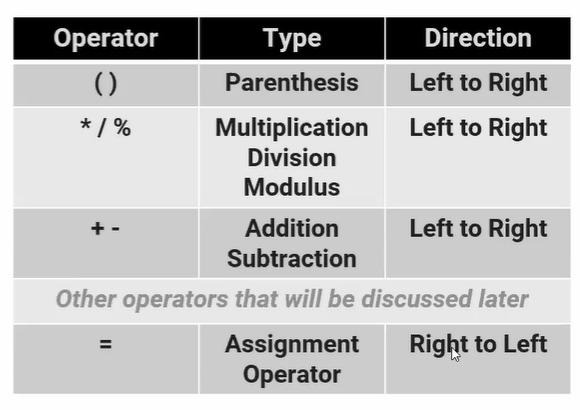 Operator Type Direction
( ) Parenthesis Left to Right
* / % Multiplication Left to Right
Division
Modulus
+ - Addition Left to Right
Subtraction
Other operators that will be discussed later
= Assignment Right to Left
Operator